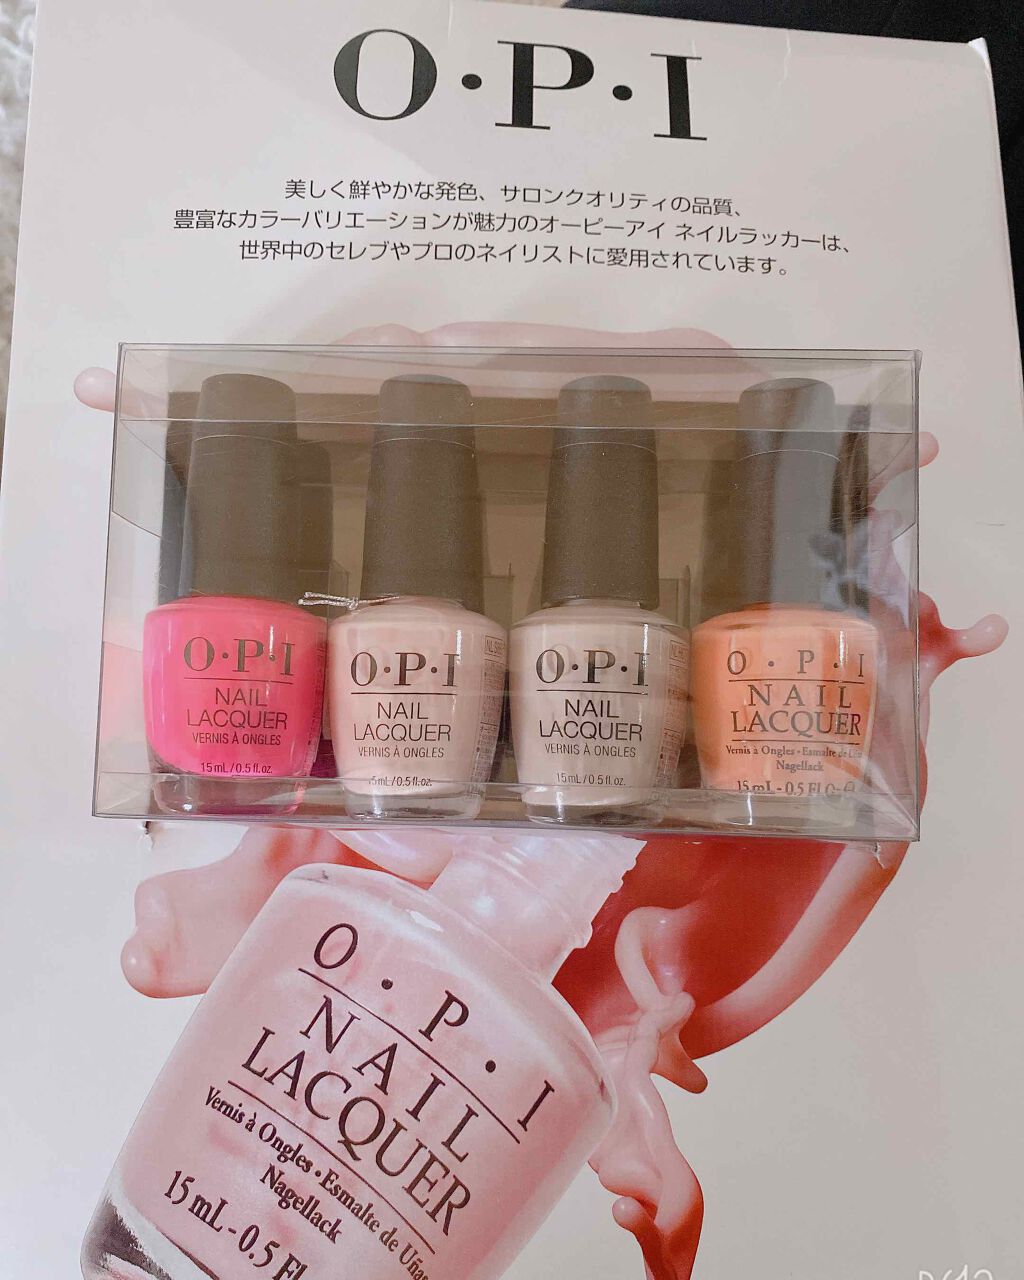 O·P·I
美しく鮮やかな発色、サロンクオリティの品質、
豊富なカラーバリエーションが魅力のオーピーアイ ネイルラッカーは、
世界中のセレブやプロのネイリストに愛用されています。
O·P·I
NAIL
LACQUER
VERNIS À ONGLES
15mL/0.5 fl.oz.
O·P·I
NAIL
LACQUER
VERNIS À ONGLES
15mL/0.5 fl.oz.
O·P·I
NAIL
LACQUER
VERNIS À ONGLES
15mL/0.5 fl.oz.
O·P·I
NAIL
LACQUER
Vernis à Ongles • Esmalte de
Nagellack
15 mL - 0.5 FL O
O·P·I
NAIL
LACQUER
Vernis à Ongles • Esmalte de Uñas
Nagellack
15 mL - 0.5 Fl